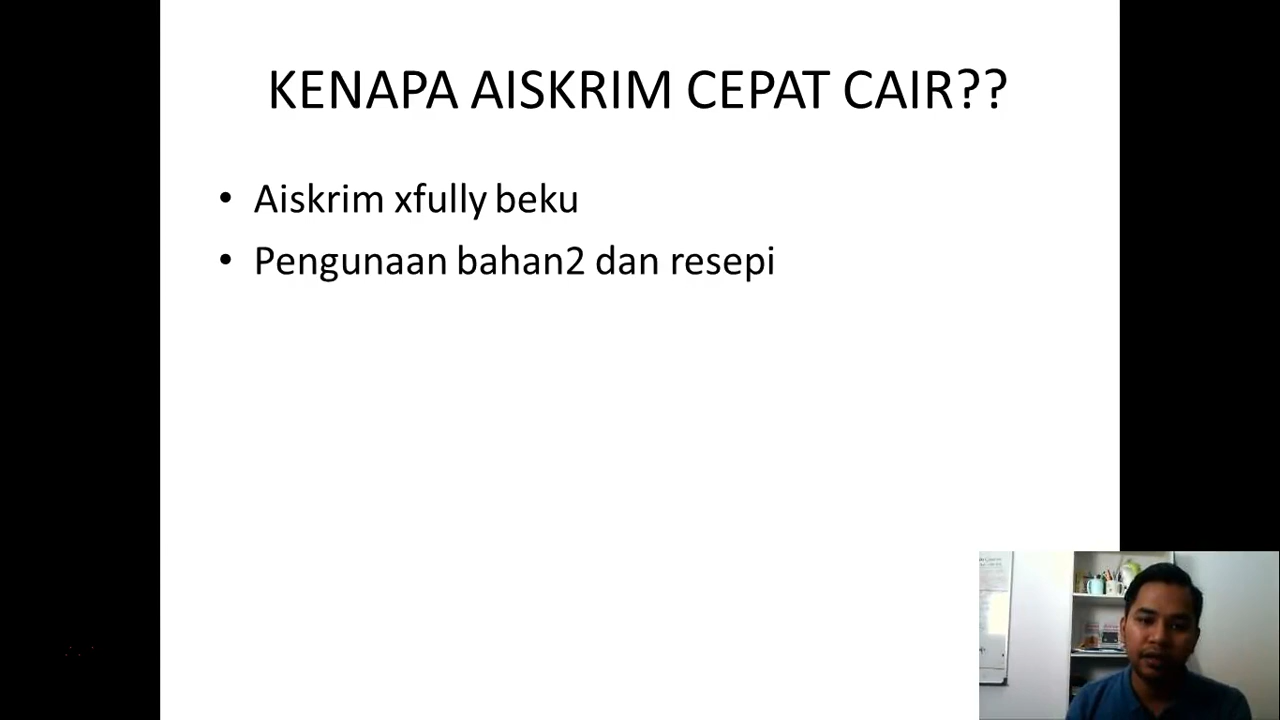 KENAPA AISKRIM CEPAT CAIR??
• Aiskrim xfully beku
• Pengunaan bahan2 dan resepi